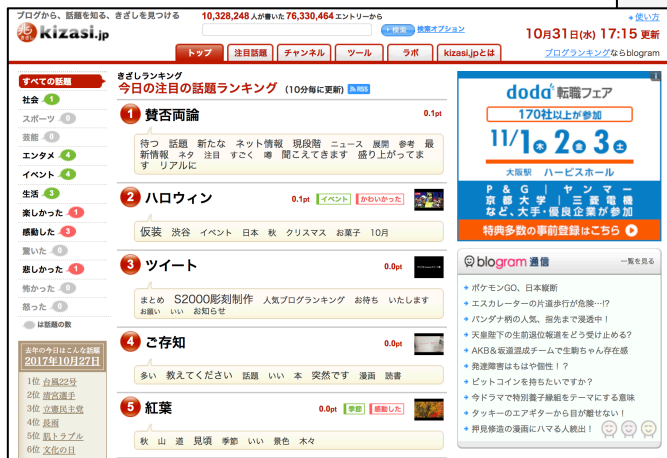 ブログから、話題を知る、きざしを見つける
10,328,248 人が書いた 76,330,464 エントリーから
使い方
kizasi.jp
検索
検索オプション
10月31日(水) 17:15 更新
トップ
注目話題
チャンネル
ツール
ラボ
kizasi.jpとは
ブログランキングならblogram
すべての話題
社会 1
スポーツ 0
芸能 0
エンタメ 4
イベント 4
生活 3
楽しかった 1
感動した 3
驚いた 0
悲しかった 1
怖かった 0
怒った 0
は話題の数
去年の今日はこんな話題
2017年10月27日
1位 台風22号
2位 清宮選手
3位 立憲民主党
4位 長雨
5位 肌トラブル
6位 文化の日
きざしランキング
今日の注目の話題ランキング (10分毎に更新) RSS
1 賛否両論
0.1pt
待つ 話題 新たな ネット情報 現段階 ニュース 展開 参考 最
新情報 ネタ 注目 すごく 噂 聞こえてきます 盛り上がってま
す リアルに
2 ハロウィン
0.1pt イベント かわいかった
仮装 渋谷 イベント 日本 秋 クリスマス お菓子 10月
3 ツイート
0.0pt
まとめ S2000彫刻制作 人気ブログランキング お待ち いたします
お願い いい お知らせ
4 ご存知
0.0pt
多い 教えてください 話題 いい 本 突然です 漫画 読書
5 紅葉
0.0pt 季節 感動した
秋 山 道 見頃 季節 いい 景色 木々
doda 転職フェア
170社以上が参加
11/1木 2金 3土
大阪駅 ハービスホール
P&G|ヤンマー
京都大学|三菱電機
など、大手・優良企業が参加
特典多数の事前登録はこちら
blogram 通信
一覧を見る
ポケモンGO、日本縦断
エスカレーターの片道歩行が危険…!?
バンダナ柄の人気、指先まで浸透中！
天皇陛下の生前退位報道をどう受け止める?
AKB&坂道混成チームで生駒ちゃん存在感
発達障害はもはや個性！？
ビットコインを持ちたいですか？
今ドラマで特別養子縁組をテーマにする意味
タッキーのエアギターから目が離せない！
押見修造の漫画にハマる人続出！